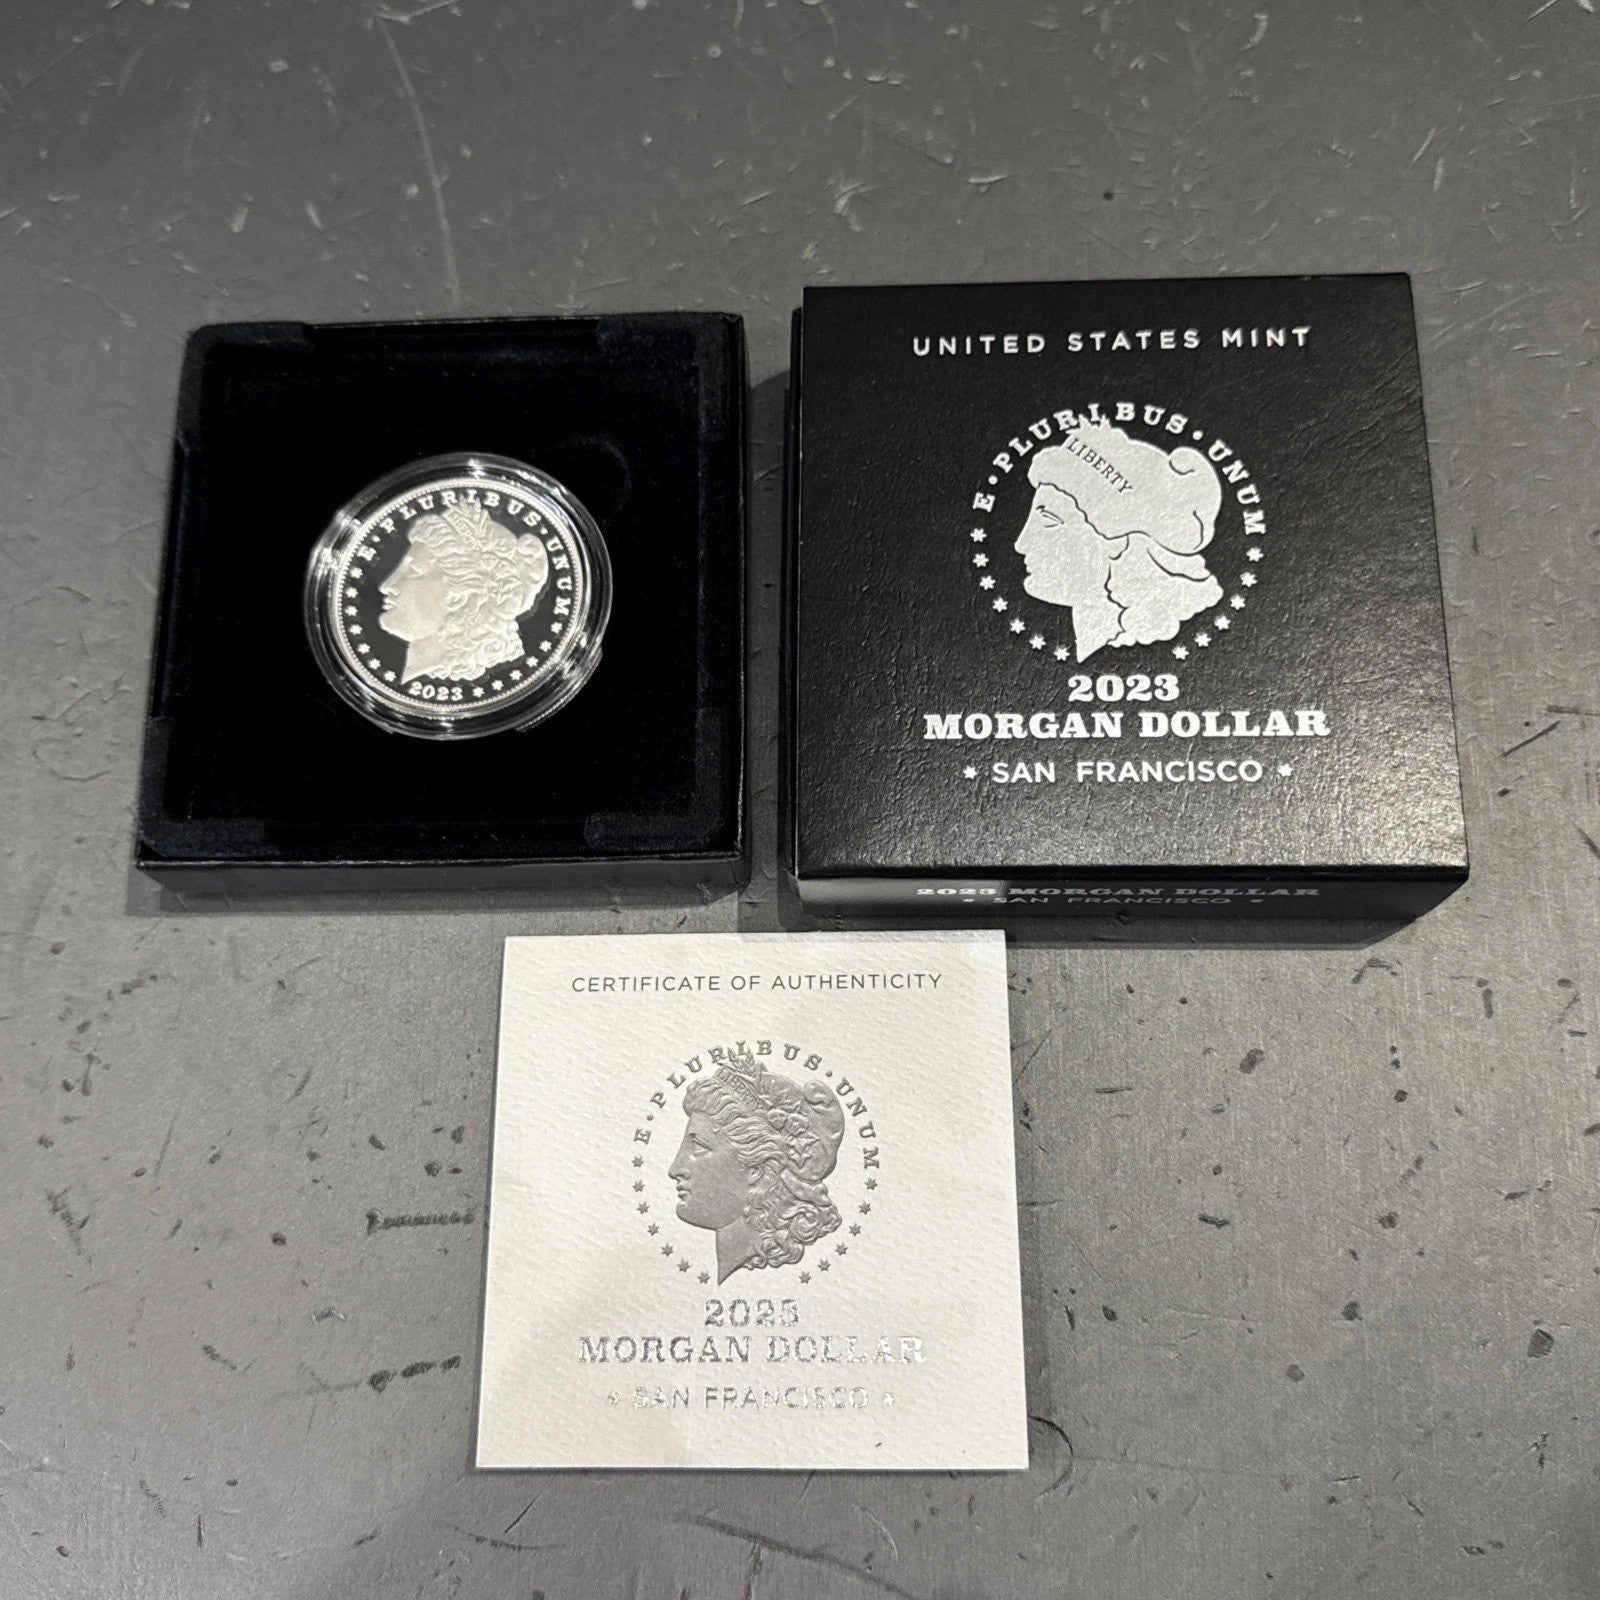 E·PLURIBUS·UNUM
2023
UNITED STATES MINT
E·PLURIBUS·UNUM
LIBERTY
2023
MORGAN DOLLAR
* SAN FRANCISCO *
2023 MORGAN DOLLAR
* SAN FRANCISCO *
CERTIFICATE OF AUTHENTICITY
E·PLURIBUS·UNUM
LIBERTY
2023
MORGAN DOLLAR
* SAN FRANCISCO *